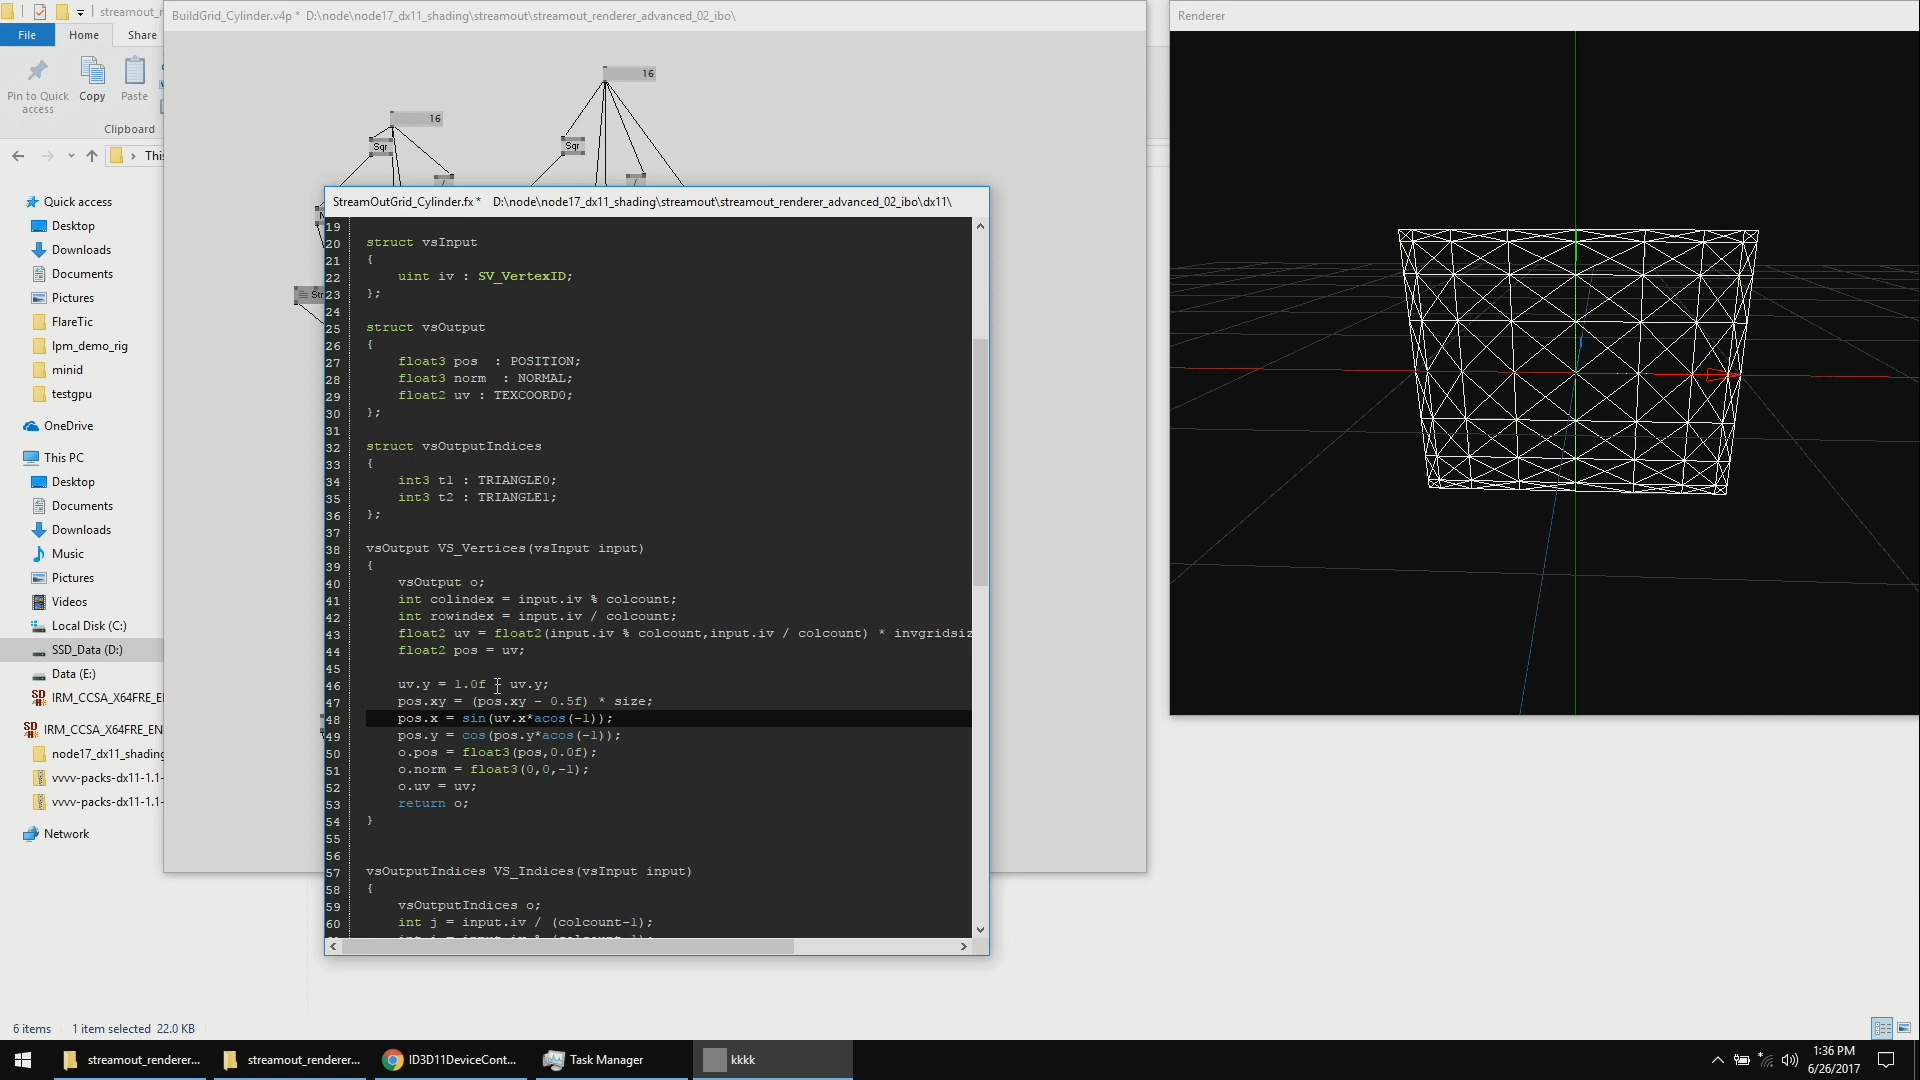 streamout_r
File
Home
Share
Pin to Quick access
Copy
Paste
Clipboard
This
Quick access
Desktop
Downloads
Documents
Pictures
FlareTic
lpm_demo_rig
minid
testgpu
OneDrive
This PC
Desktop
Documents
Downloads
Music
Pictures
Videos
Local Disk (C:)
SSD_Data (D:)
Data (E:)
IRM_CCSA_X64FRE_E
IRM_CCSA_X64FRE_EN
node17_dx11_shading
vvvv-packs-dx11-1.1-
vvvv-packs-dx11-1.1-
Network
6 items 1 item selected 22.0 KB
BuildGrid_Cylinder.v4p * D:\node\node17_dx11_shading\streamout\streamout_renderer_advanced_02_ibo\
16
16
Sqr
Sqr
/
/
Str
StreamOutGrid_Cylinder.fx * D:\node\node17_dx11_shading\streamout\streamout_renderer_advanced_02_ibo\dx11\
19
20 struct vsInput
21 {
22 uint iv : SV_VertexID;
23 };
24
25 struct vsOutput
26 {
27 float3 pos : POSITION;
28 float3 norm : NORMAL;
29 float2 uv : TEXCOORD0;
30 };
31
32 struct vsOutputIndices
33 {
34 int3 t1 : TRIANGLE0;
35 int3 t2 : TRIANGLE1;
36 };
37
38 vsOutput VS_Vertices(vsInput input)
39 {
40 vsOutput o;
41 int colindex = input.iv % colcount;
42 int rowindex = input.iv / colcount;
43 float2 uv = float2(input.iv % colcount,input.iv / colcount) * invgridsiz
44 float2 pos = uv;
45
46 uv.y = 1.0f - uv.y;
47 pos.xy = (pos.xy - 0.5f) * size;
48 pos.x = sin(uv.x*acos(-1));
49 pos.y = cos(pos.y*acos(-1));
50 o.pos = float3(pos,0.0f);
51 o.norm = float3(0,0,-1);
52 o.uv = uv;
53 return o;
54 }
55
56
57 vsOutputIndices VS_Indices(vsInput input)
58 {
59 vsOutputIndices o;
60 int j = input.iv / (colcount-1);
Renderer
streamout_renderer...
streamout_renderer...
ID3D11DeviceCont...
Task Manager
kkkk
1:36 PM
6/26/2017